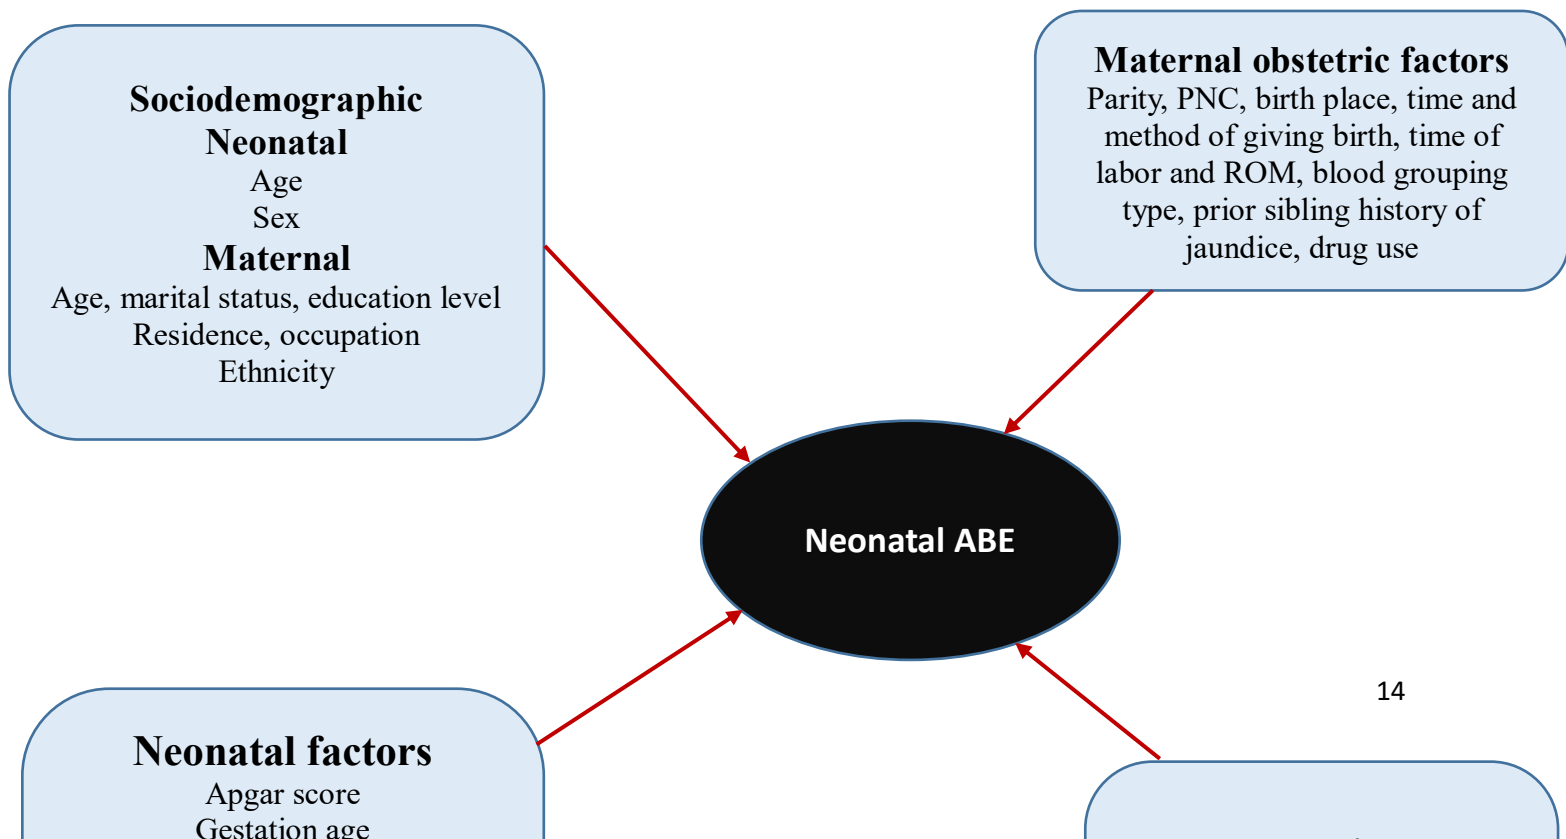 Sociodemographic
Neonatal
Age
Sex
Maternal
Age, marital status, education level
Residence, occupation
Ethnicity
Maternal obstetric factors
Parity, PNC, birth place, time and
method of giving birth, time of
labor and ROM, blood grouping
type, prior sibling history of
jaundice, drug use
Neonatal ABE
14
Neonatal factors
Apgar score
Gestation age